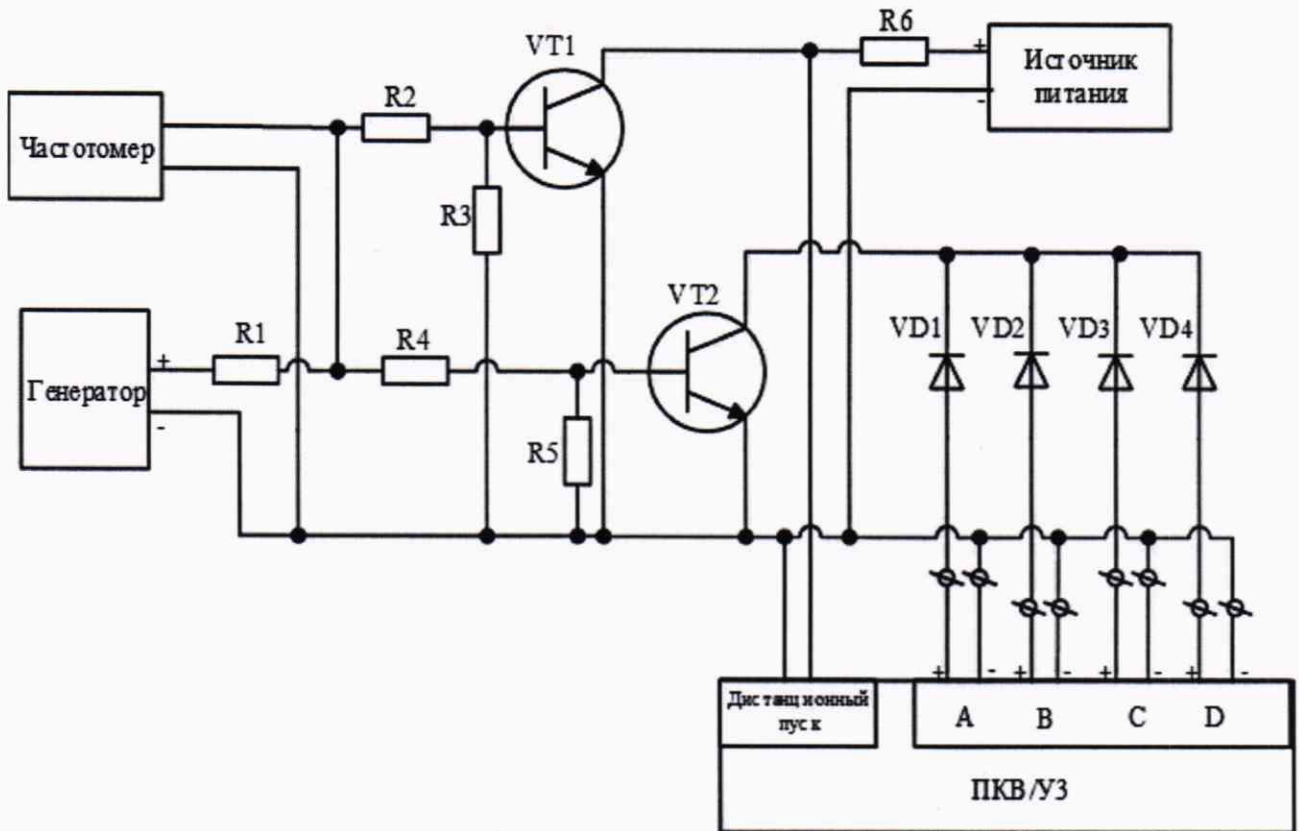 R6
VT1
Источник
питания
+
-
R2
Частотомер
R3
VT2
R1
R4
VD1
VD2
VD3
VD4
+
Генератор
-
R5
+
-
+
-
+
-
+
-
Дистанционный
пуск
A
B
C
D
ПКВ/У3